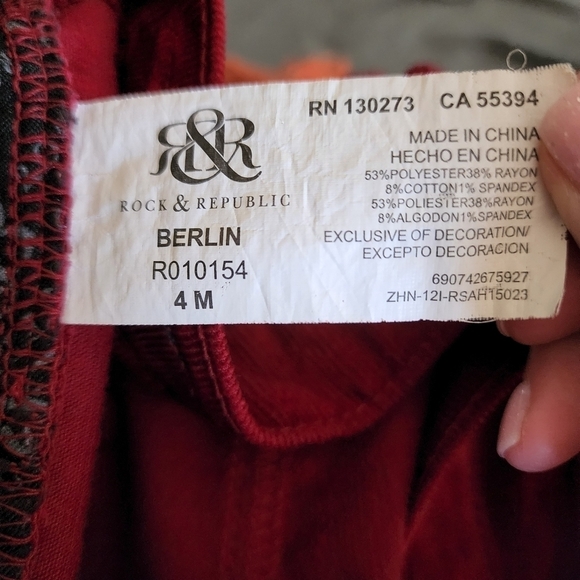 RN 130273 CA 55394
R&R
ROCK & REPUBLIC
BERLIN
R010154
4 M
MADE IN CHINA
HECHO EN CHINA
53%POLYESTER38% RAYON
8%COTTON1% SPANDEX
53%POLIESTER38%RAYON
8%ALGODON1%SPANDEX
EXCLUSIVE OF DECORATION/
EXCEPTO DECORACION
690742675927
ZHN-12I-RSAH15023